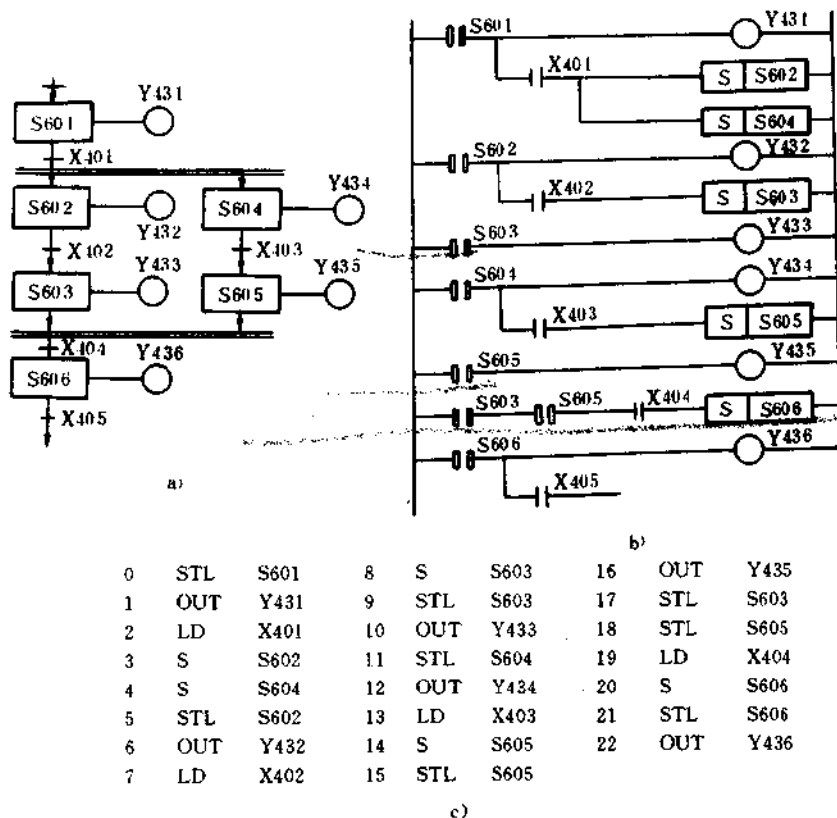 Y431
S601
X401
S602
S604
Y434
Y432
X402
Y433
X403
Y435
S603
S605
X404
Y436
S606
X405
a)
S601
Y431
X401
S S602
S S604
S602
Y432
X402
S S603
S603
Y433
S604
Y434
X403
S S605
S605
Y435
S603
S605
X404
S S606
S606
Y436
X405
b)
0 STL S601 8 S S603 16 OUT Y435
1 OUT Y431 9 STL S603 17 STL S603
2 LD X401 10 OUT Y433 18 STL S605
3 S S602 11 STL S604 19 LD X404
4 S S604 12 OUT Y434 20 S S606
5 STL S602 13 LD X403 21 STL S606
6 OUT Y432 14 S S605 22 OUT Y436
7 LD X402 15 STL S605
c)